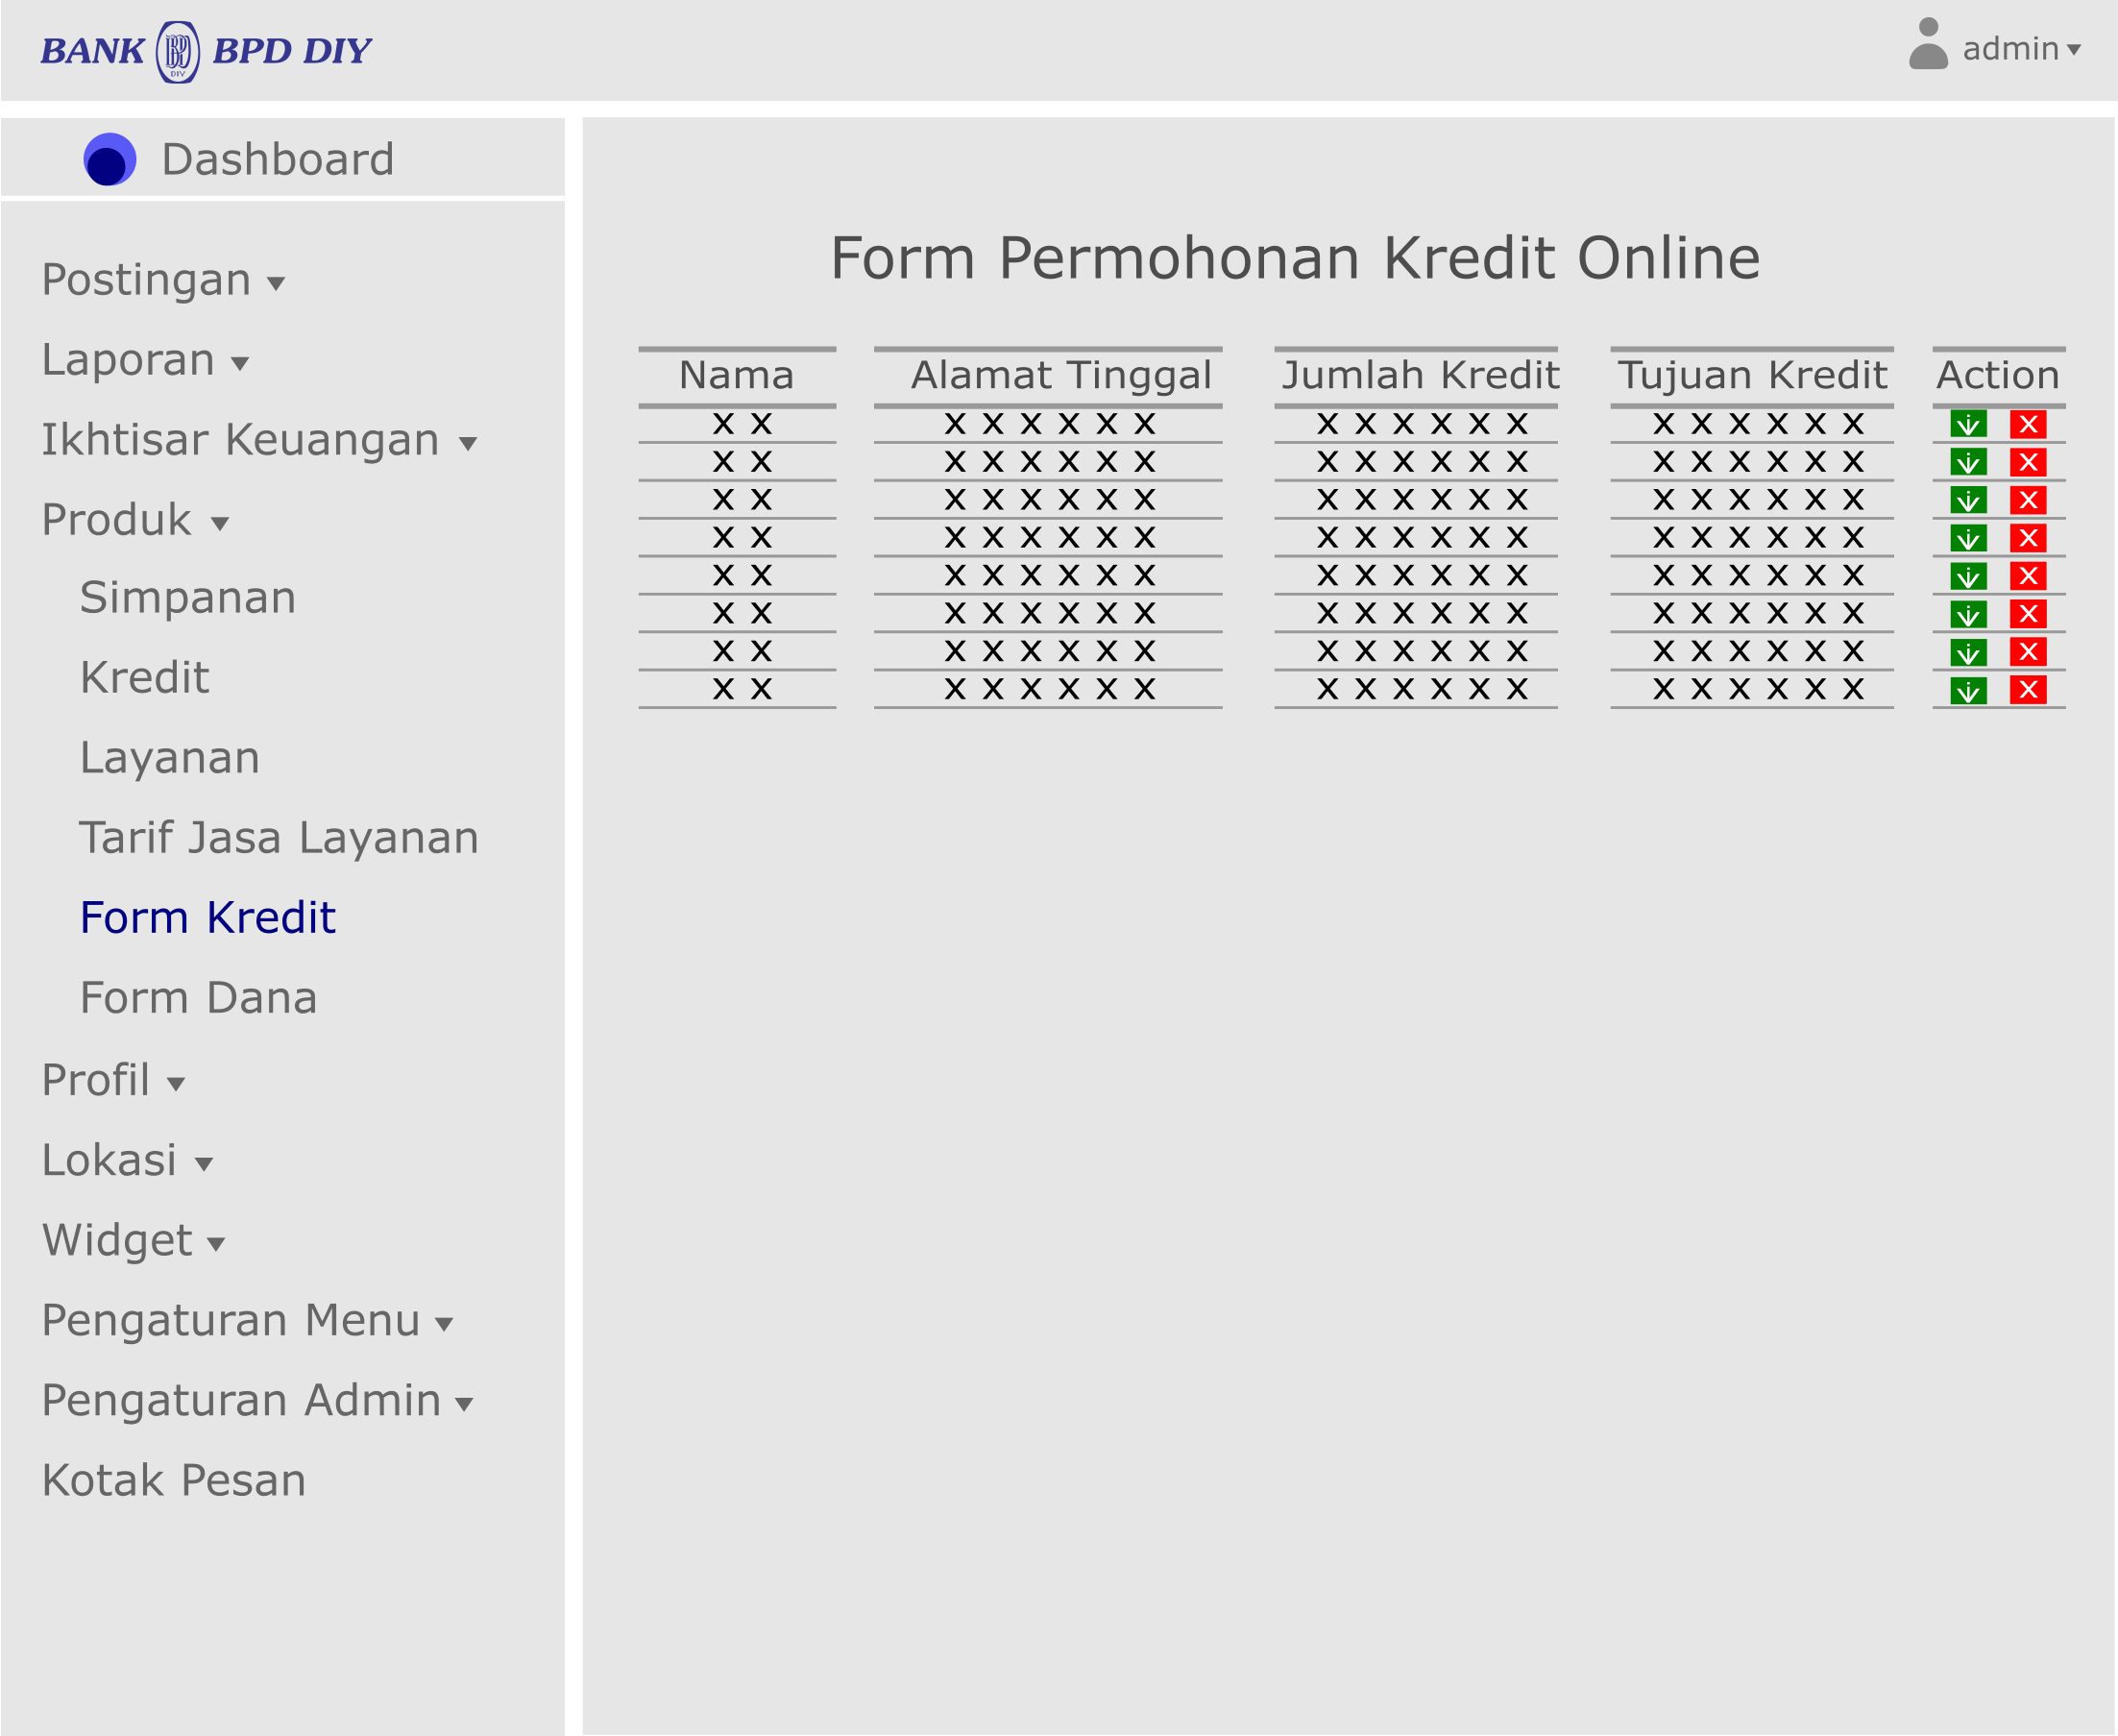 BANK BPD DIY
admin
Dashboard
Postingan
Laporan
Ikhtisar Keuangan
Produk
Simpanan
Kredit
Layanan
Tarif Jasa Layanan
Form Kredit
Form Dana
Profil
Lokasi
Widget
Pengaturan Menu
Pengaturan Admin
Kotak Pesan
Form Permohonan Kredit Online
Nama Alamat Tinggal Jumlah Kredit Tujuan Kredit Action
x x x x x x x x x x x x x x x x x x x x x
x x x x x x x x x x x x x x x x x x x x x
x x x x x x x x x x x x x x x x x x x x x
x x x x x x x x x x x x x x x x x x x x x
x x x x x x x x x x x x x x x x x x x x x
x x x x x x x x x x x x x x x x x x x x x
x x x x x x x x x x x x x x x x x x x x x
x x x x x x x x x x x x x x x x x x x x x